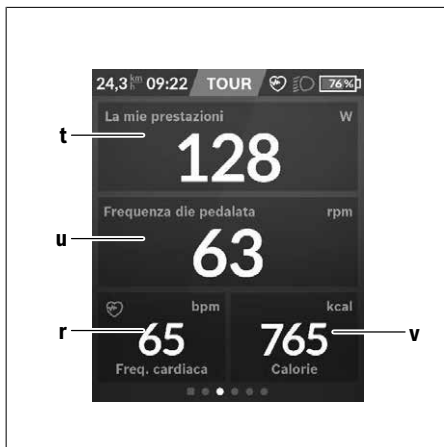 24,3 km/h 09:22 TOUR 76 %
La mie prestazioni W
t
128
Frequenza die pedalata rpm
u
63
bpm kcal
r 65 765 v
Freq. cardiaca Calorie